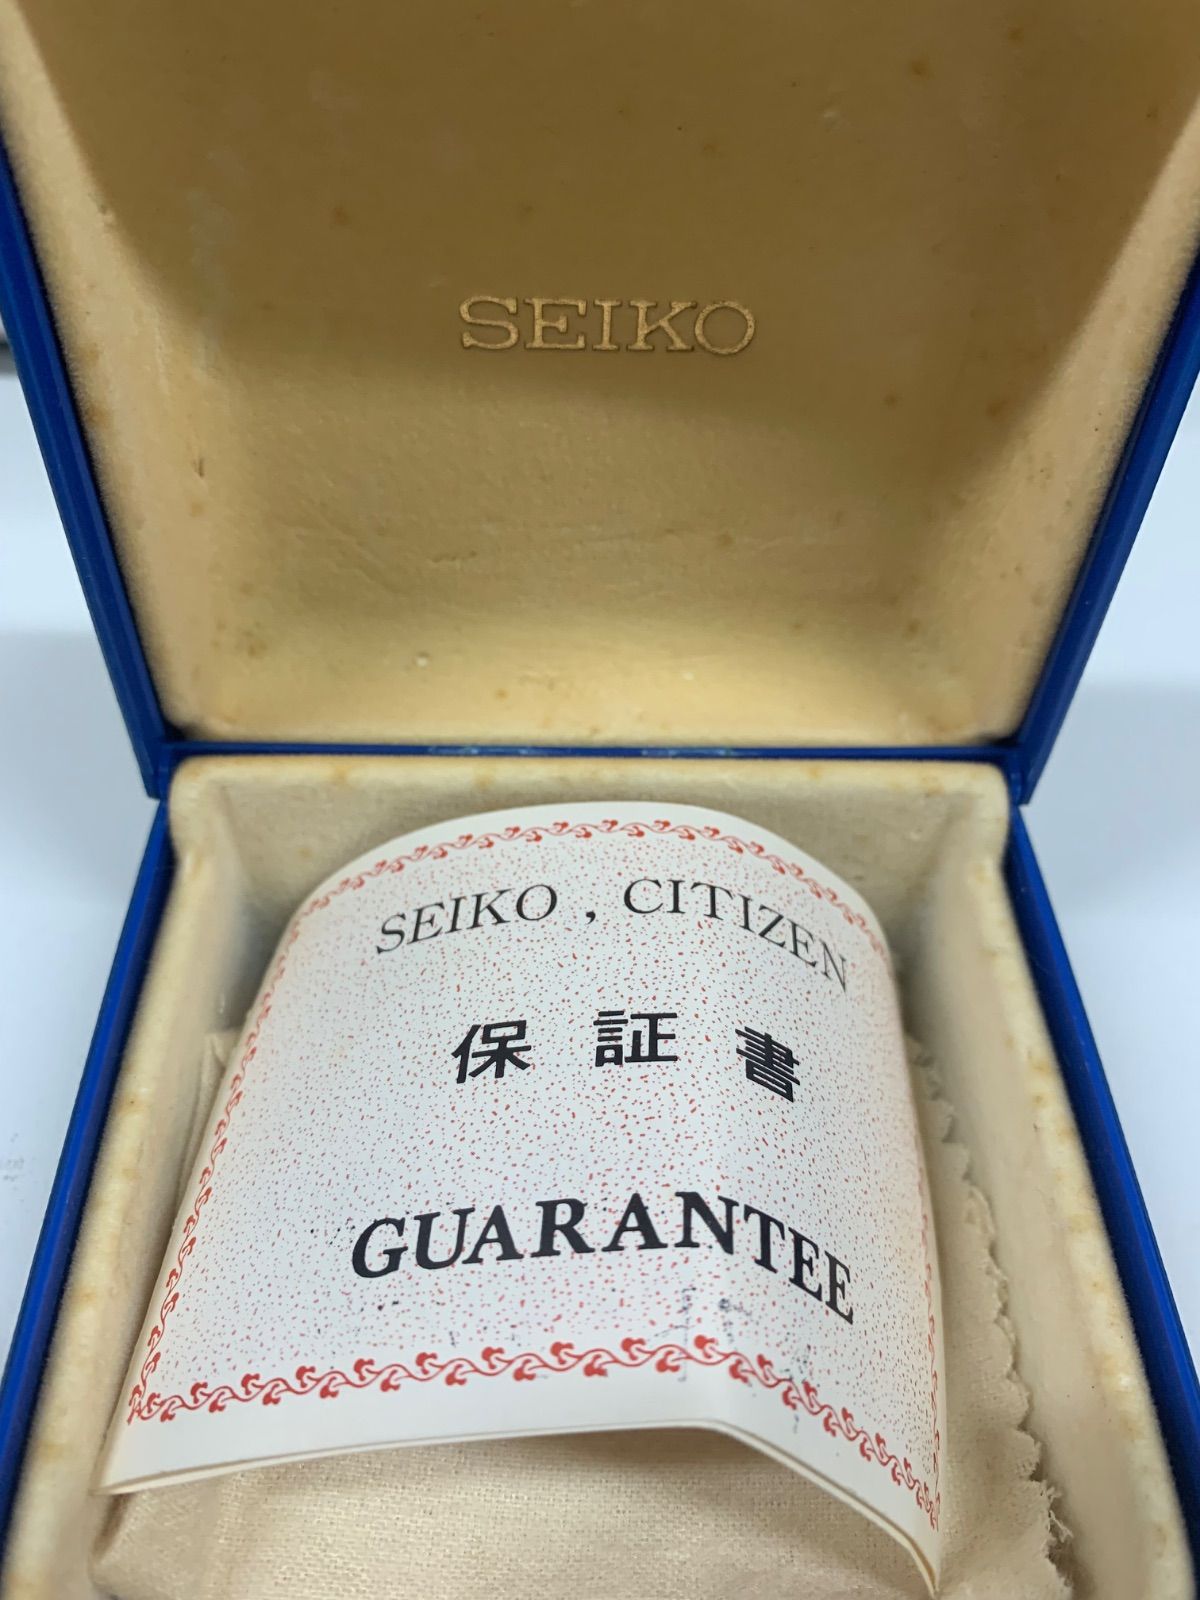 SEIKO
SEIKO , CITIZEN
保証書
GUARANTEE